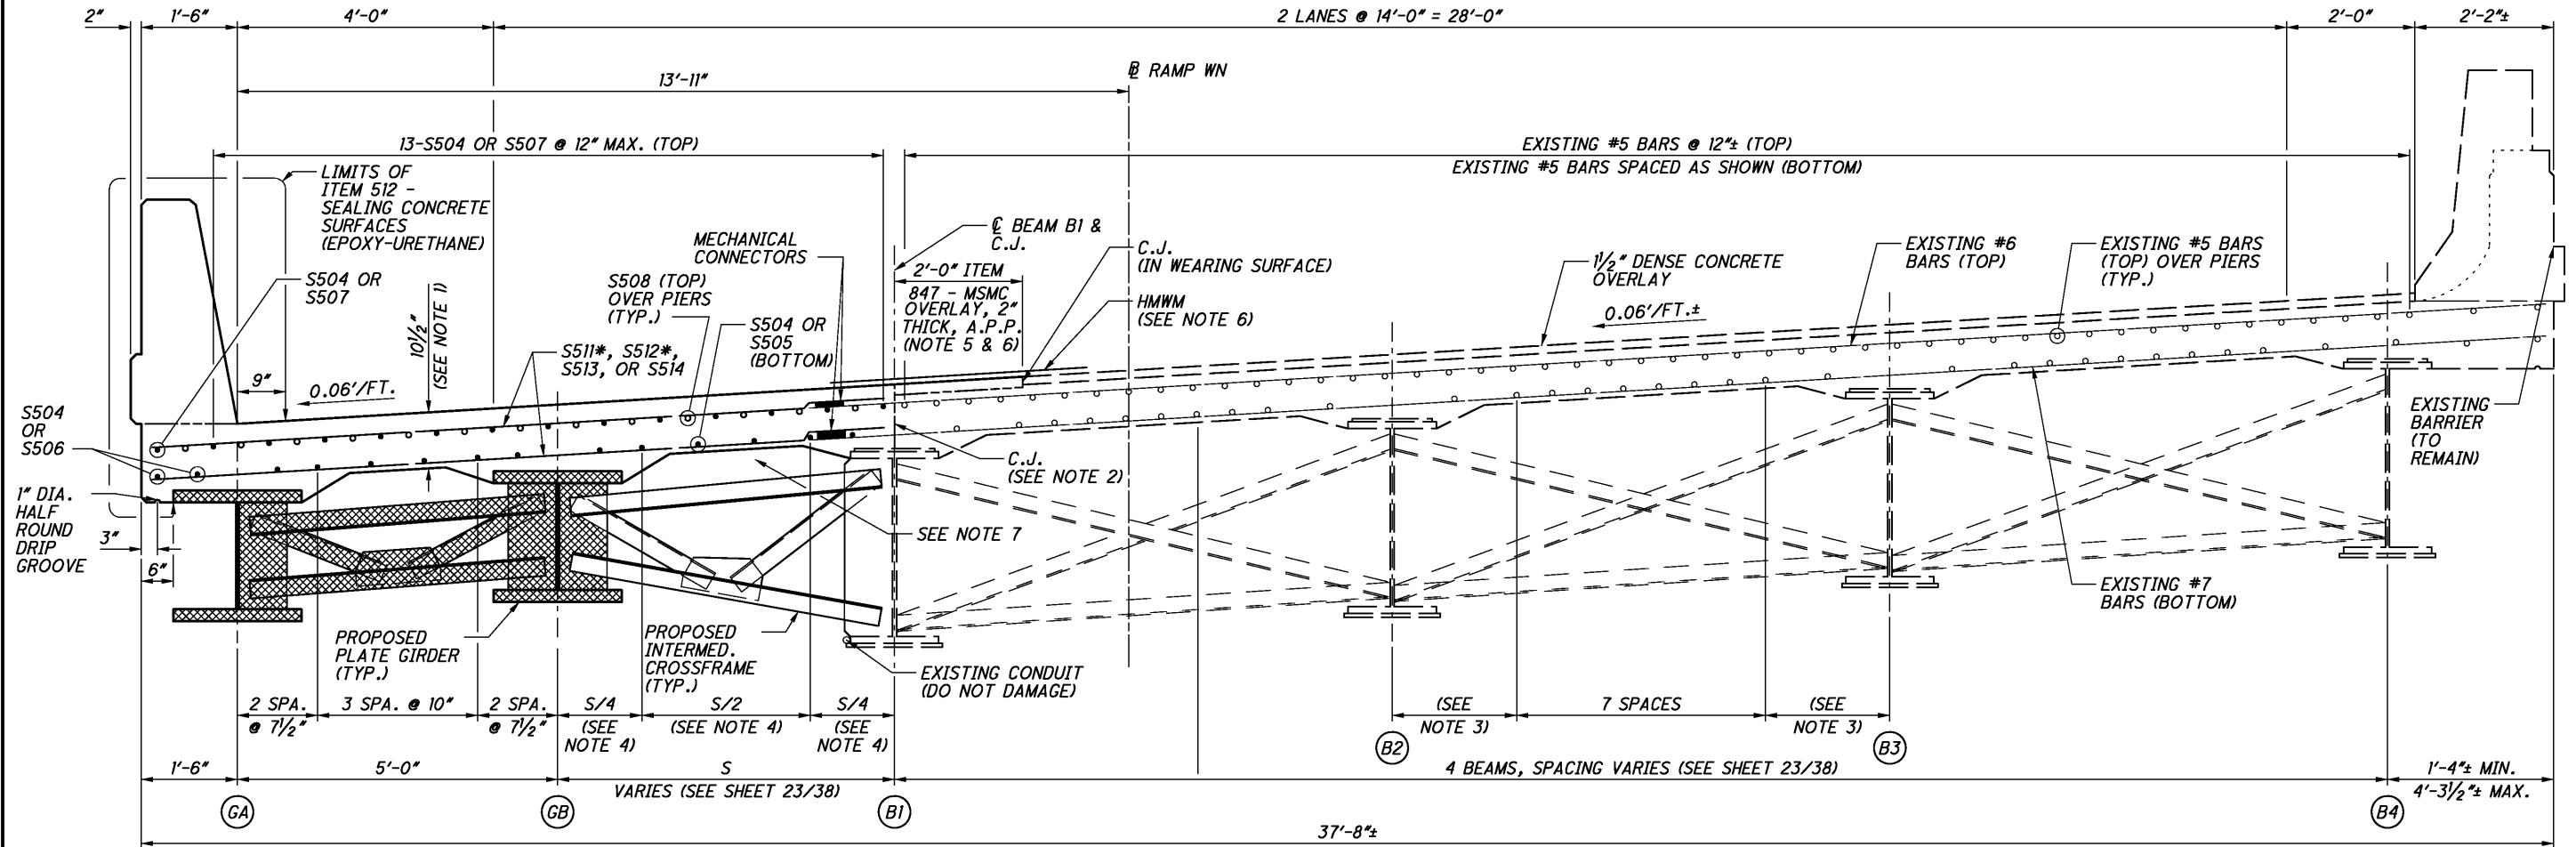 2"
1'-6"
4'-0"
2 LANES @ 14'-0" = 28'-0"
2'-0"
2'-2"±
13'-11"
℄ RAMP WN
13-S504 OR S507 @ 12" MAX. (TOP)
EXISTING #5 BARS @ 12"± (TOP)
EXISTING #5 BARS SPACED AS SHOWN (BOTTOM)
LIMITS OF
ITEM 512 -
SEALING CONCRETE
SURFACES
(EPOXY-URETHANE)
MECHANICAL
CONNECTORS
℄ BEAM B1 &
C.J.
C.J.
(IN WEARING SURFACE)
2'-0" ITEM
847 - MSMC
OVERLAY, 2"
THICK, A.P.P.
(NOTE 5 & 6)
HMWM
(SEE NOTE 6)
1½" DENSE CONCRETE
OVERLAY
0.06'/FT.±
EXISTING #6
BARS (TOP)
EXISTING #5 BARS
(TOP) OVER PIERS
(TYP.)
S504 OR
S507
10½"
(SEE NOTE 1)
S508 (TOP)
OVER PIERS
(TYP.)
S504 OR
S505
(BOTTOM)
S511*, S512*,
S513, OR S514
9"
0.06'/FT.
S504
OR
S506
1" DIA.
HALF
ROUND
DRIP
GROOVE
3"
6"
C.J.
(SEE NOTE 2)
SEE NOTE 7
EXISTING
BARRIER
(TO
REMAIN)
EXISTING #7
BARS (BOTTOM)
PROPOSED
PLATE GIRDER
(TYP.)
PROPOSED
INTERMED.
CROSSFRAME
(TYP.)
EXISTING CONDUIT
(DO NOT DAMAGE)
2 SPA.
@ 7½"
3 SPA. @ 10"
2 SPA.
@ 7½"
S/4
(SEE
NOTE 4)
S/2
(SEE NOTE 4)
S/4
(SEE
NOTE 4)
(SEE
NOTE 3)
7 SPACES
(SEE
NOTE 3)
B2
B3
1'-6"
5'-0"
S
VARIES (SEE SHEET 23/38)
4 BEAMS, SPACING VARIES (SEE SHEET 23/38)
1'-4"± MIN.
4'-3½"± MAX.
GA
GB
B1
B4
37'-8"±